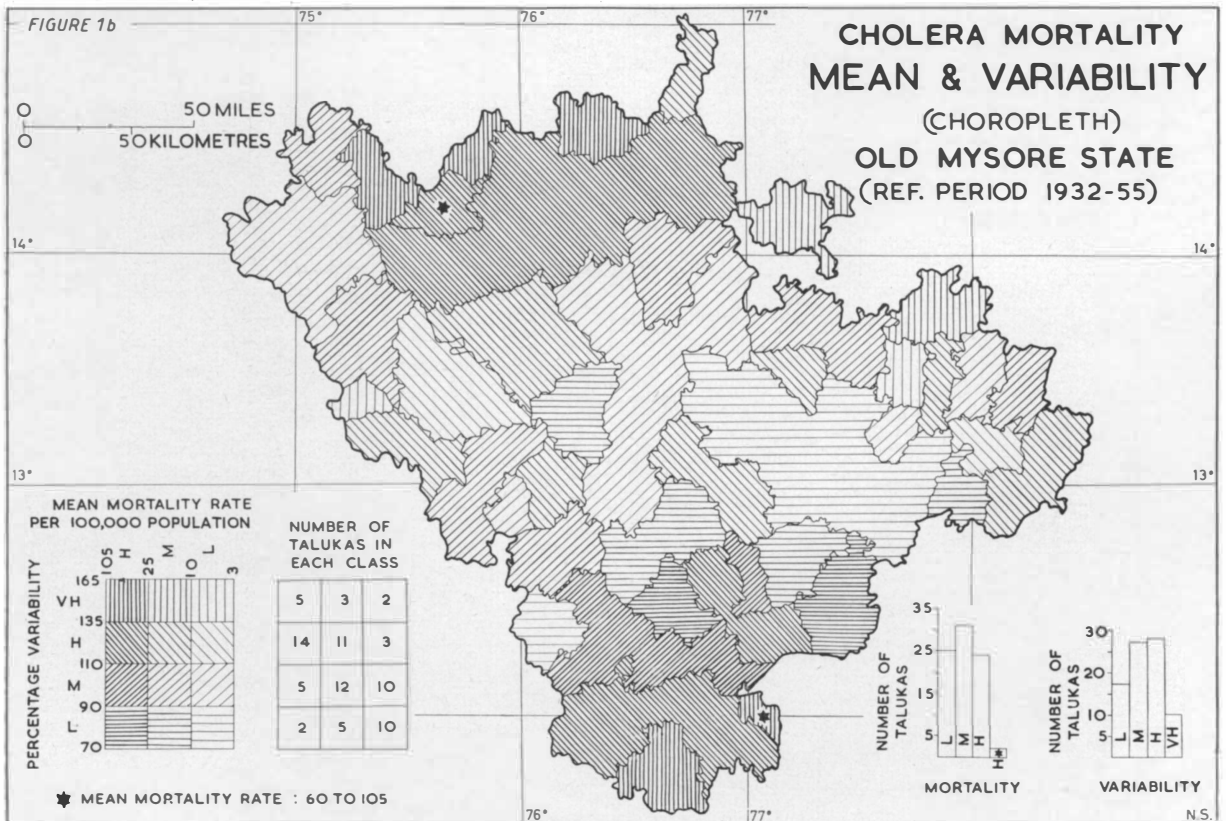 FIGURE 1b
75°
76°
77°
CHOLERA MORTALITY
MEAN & VARIABILITY
(CHOROPLETH)
OLD MYSORE STATE
(REF. PERIOD 1932-55)
0 50 MILES
0 50 KILOMETRES
14°
14°
13°
13°
MEAN MORTALITY RATE
PER 100,000 POPULATION
105 H 25 M 10 L 3
PERCENTAGE VARIABILITY
165
VH
135
H
110
M
90
L
70
NUMBER OF
TALUKAS IN
EACH CLASS
5 3 2
14 11 3
5 12 10
2 5 10
★ MEAN MORTALITY RATE : 60 TO 105
NUMBER OF
TALUKAS
35
25
15
5
L M H H★
MORTALITY
NUMBER OF
TALUKAS
30
20
10
5
L M H VH
VARIABILITY
76°
77°
N.S.